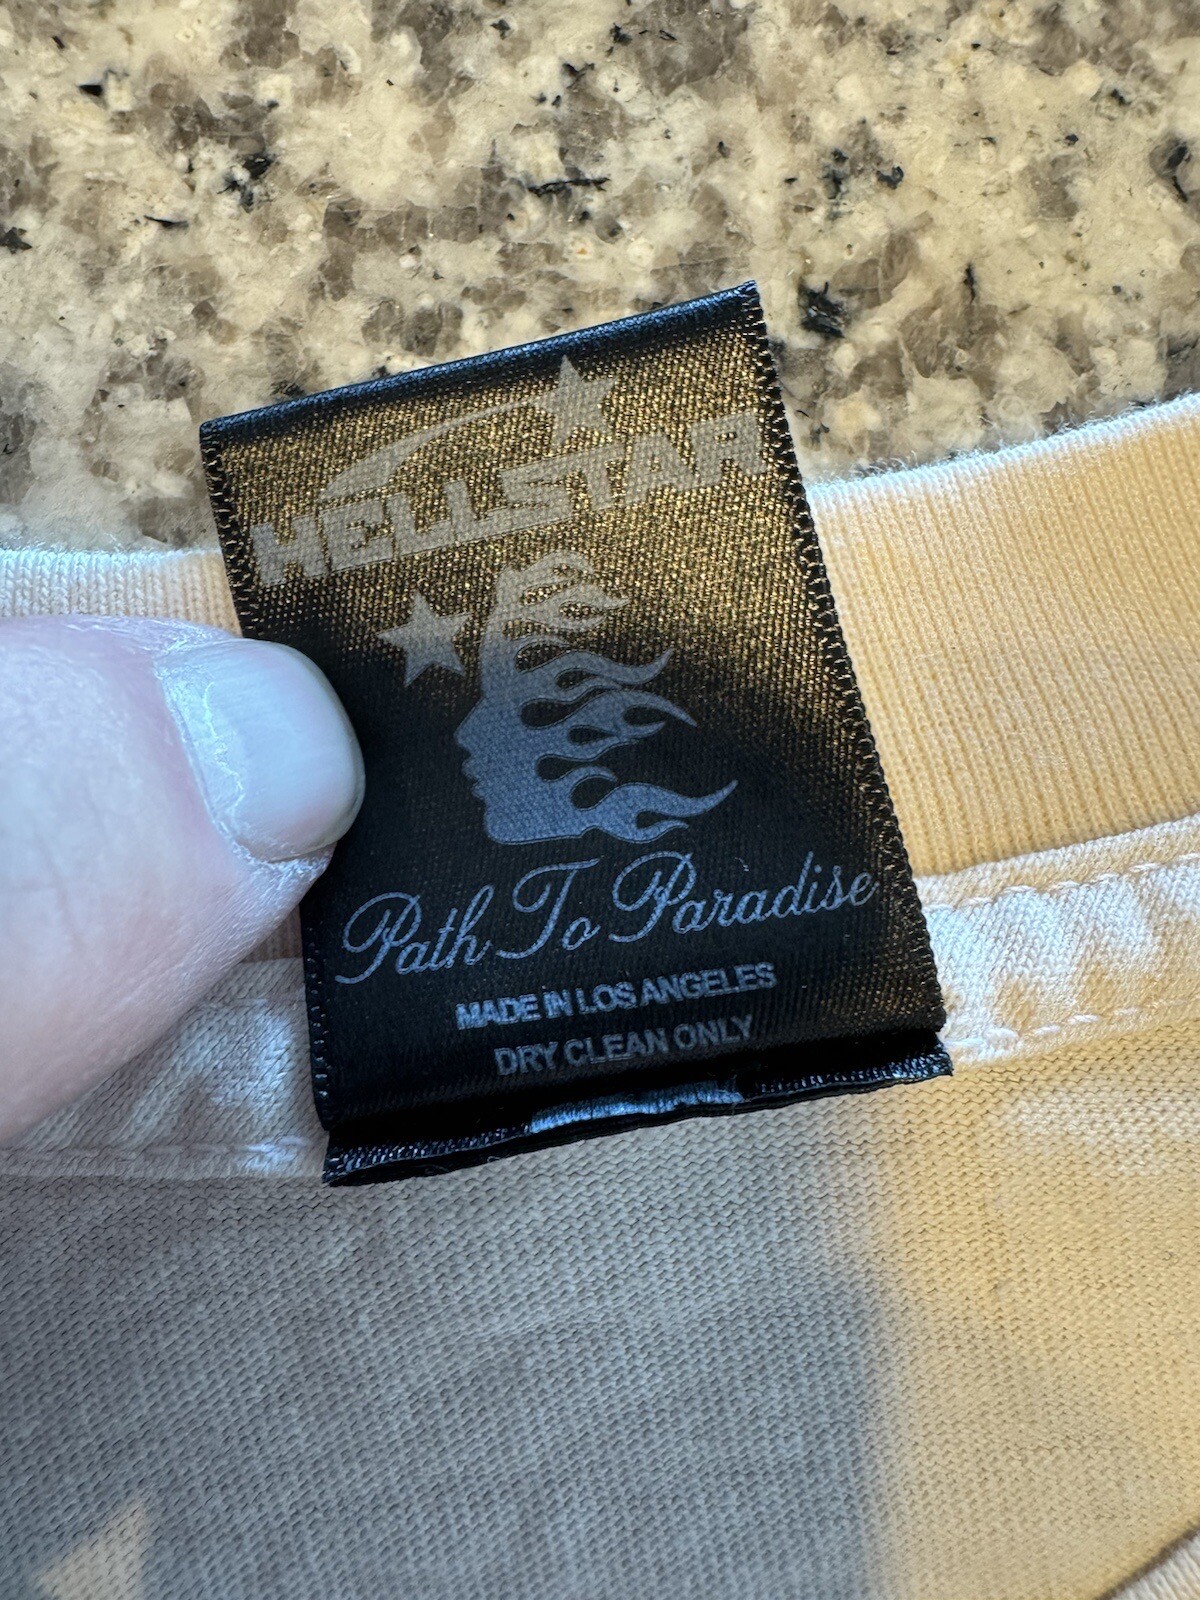 HELLSTAR
Path To Paradise
MADE IN LOS ANGELES
DRY CLEAN ONLY